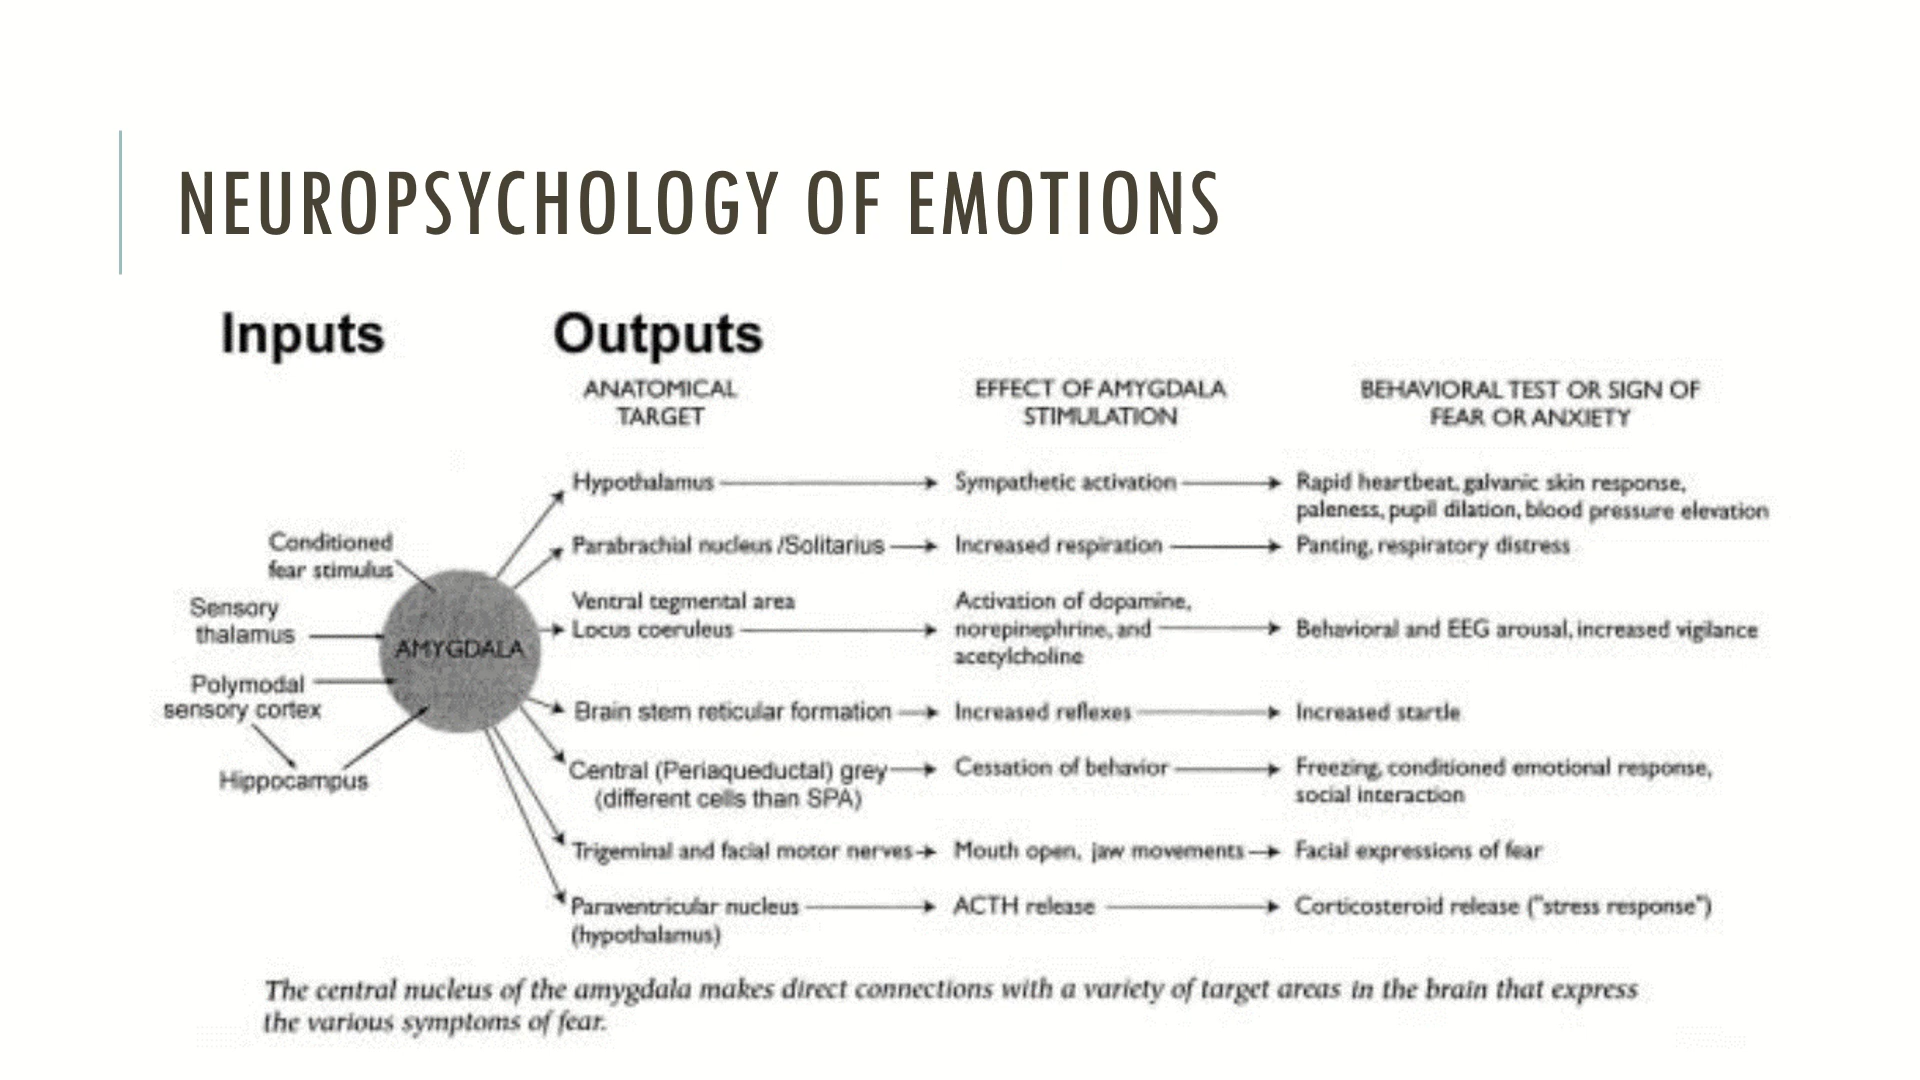 NEUROPSYCHOLOGY OF EMOTIONS
Inputs
Outputs
ANATOMICAL
TARGET
EFFECT OF AMYGDALA
STIMULATION
BEHAVIORAL TEST OR SIGN OF
FEAR OR ANXIETY
Conditioned
fear stimulus
Sensory
thalamus
Polymodal
sensory cortex
Hippocampus
AMYGDALA
Hypothalamus
Sympathetic activation
Rapid heartbeat, galvanic skin response,
paleness, pupil dilation, blood pressure elevation
Parabrachial nucleus /Solitarius
Increased respiration
Panting, respiratory distress
Ventral tegmental area
Locus coeruleus
Activation of dopamine,
norepinephrine, and
acetylcholine
Behavioral and EEG arousal, increased vigilance
Brain stem reticular formation
Increased reflexes
Increased startle
Central (Periaqueductal) grey
(different cells than SPA)
Cessation of behavior
Freezing, conditioned emotional response,
social interaction
Trigeminal and facial motor nerves
Mouth open, jaw movements
Facial expressions of fear
Paraventricular nucleus
(hypothalamus)
ACTH release
Corticosteroid release ("stress response")
The central nucleus of the amygdala makes direct connections with a variety of target areas in the brain that express
the various symptoms of fear.